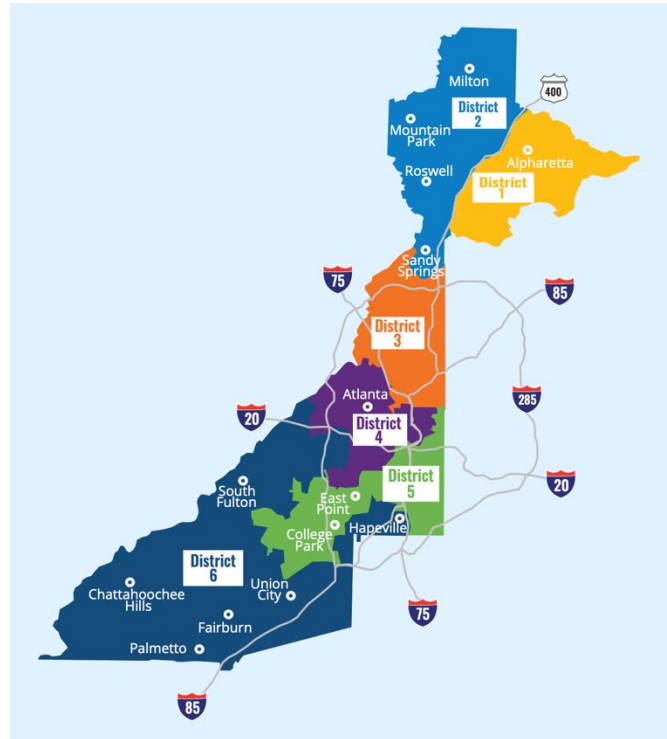 Milton
400
District
2
Mountain
Park
Alpharetta
Roswell
District
1
Sandy
Springs
75
85
District
3
Atlanta
285
20
District
4
20
South
Fulton
East
Point
District
5
College
Park
Hapeville
District
6
Chattahoochee
Hills
Union
City
Fairburn
75
Palmetto
85